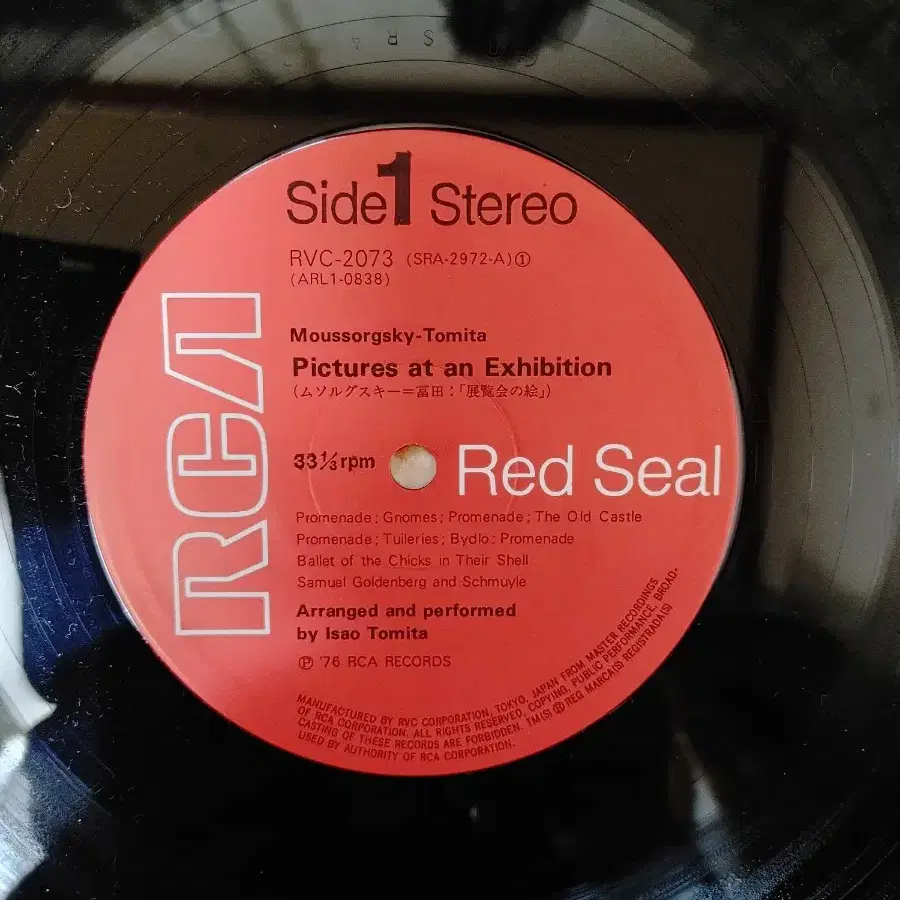 Side 1 Stereo
RVC-2073 (SRA-2972-A)①
(ARL1-0838)
Moussorgsky-Tomita
Pictures at an Exhibition
(ムソルグスキー=冨田:「展覧会の絵」)
33⅓rpm
Red Seal
RCA
Promenade; Gnomes; Promenade; The Old Castle
Promenade; Tuileries; Bydlo; Promenade
Ballet of the Chicks in Their Shell
Samuel Goldenberg and Schmuyle
Arranged and performed
by Isao Tomita
Ⓟ '76 RCA RECORDS
MANUFACTURED BY RVC CORPORATION, TOKYO, JAPAN FROM MASTER RECORDINGS
OF RCA CORPORATION. ALL RIGHTS RESERVED. COPYING, PUBLIC PERFORMANCE, BROAD-
CASTING OF THESE RECORDS ARE FORBIDDEN. TM(S) ® REG MARCA(S) REGISTRADA(S)
USED BY AUTHORITY OF RCA CORPORATION.